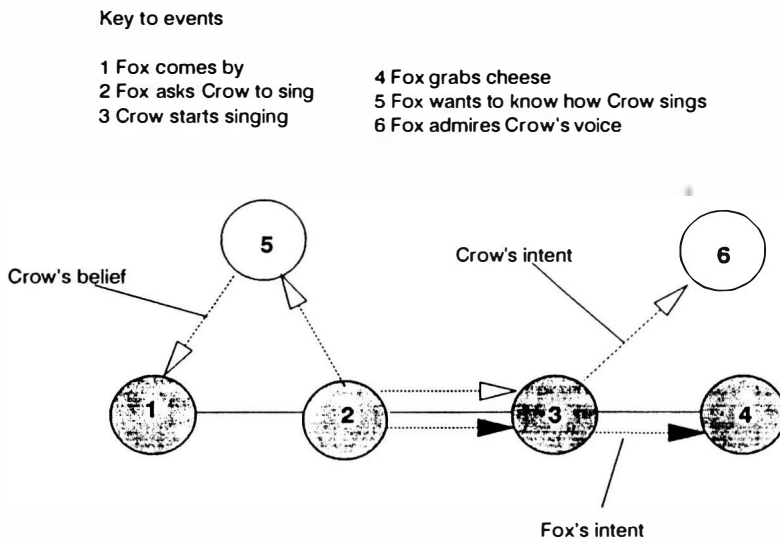 Key to events
1 Fox comes by
2 Fox asks Crow to sing
3 Crow starts singing
4 Fox grabs cheese
5 Fox wants to know how Crow sings
6 Fox admires Crow's voice
5
6
Crow's belief
Crow's intent
1
2
3
4
Fox's intent